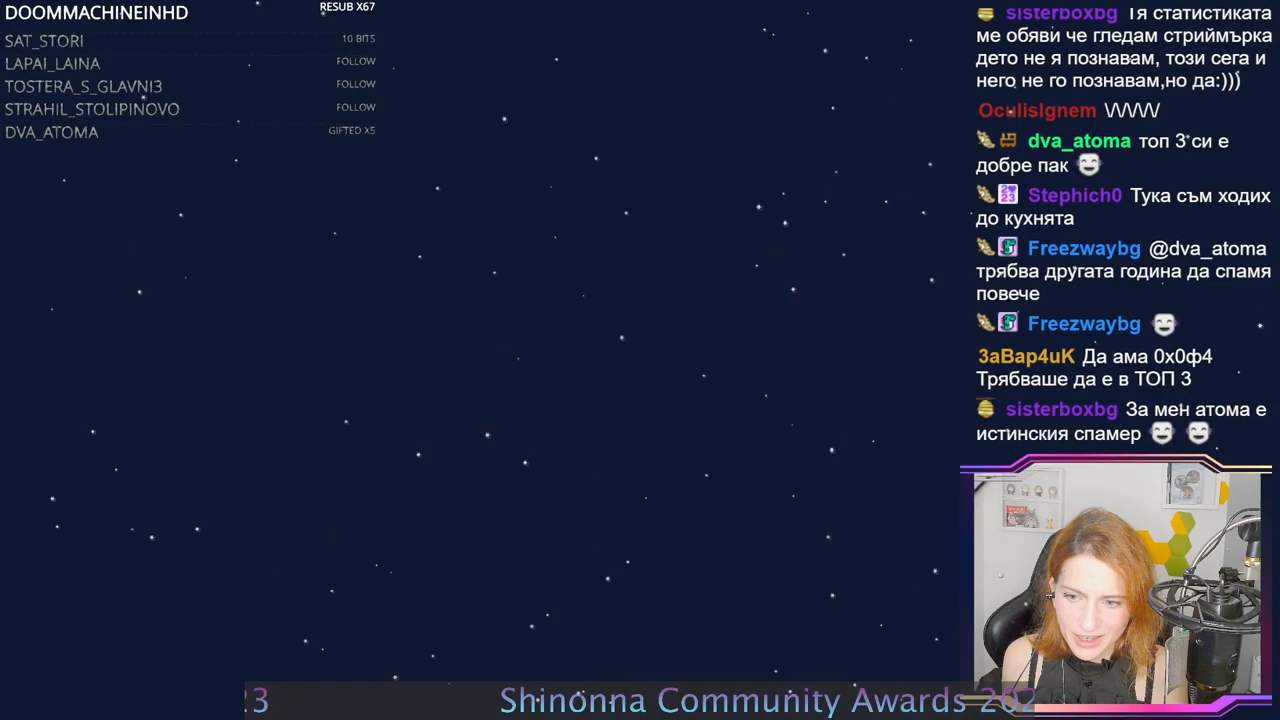 DOOMMACHINEINHD RESUB X67
SAT_STORI 10 BITS
LAPAI_LAINA FOLLOW
TOSTERA_S_GLAVNI3 FOLLOW
STRAHIL_STOLIPINOVO FOLLOW
DVA_ATOMA GIFTED X5
sisterboxbg Тя статистиката
ме обяви че гледам стриймърка
дето не я познавам, този сега и
него не го познавам,но да:)))
OculisIgnem \/\/\/\/\/
dva_atoma топ 3 си е
добре пак
Stephich0 Тука съм ходих
до кухнята
Freezwaybg @dva_atoma
трябва другата година да спамя
повече
Freezwaybg
3aBap4uK Да ама 0x0ф4
Трябваше да е в ТОП 3
sisterboxbg За мен атома е
истинския спамер
23 Shinonna Community Awards 202